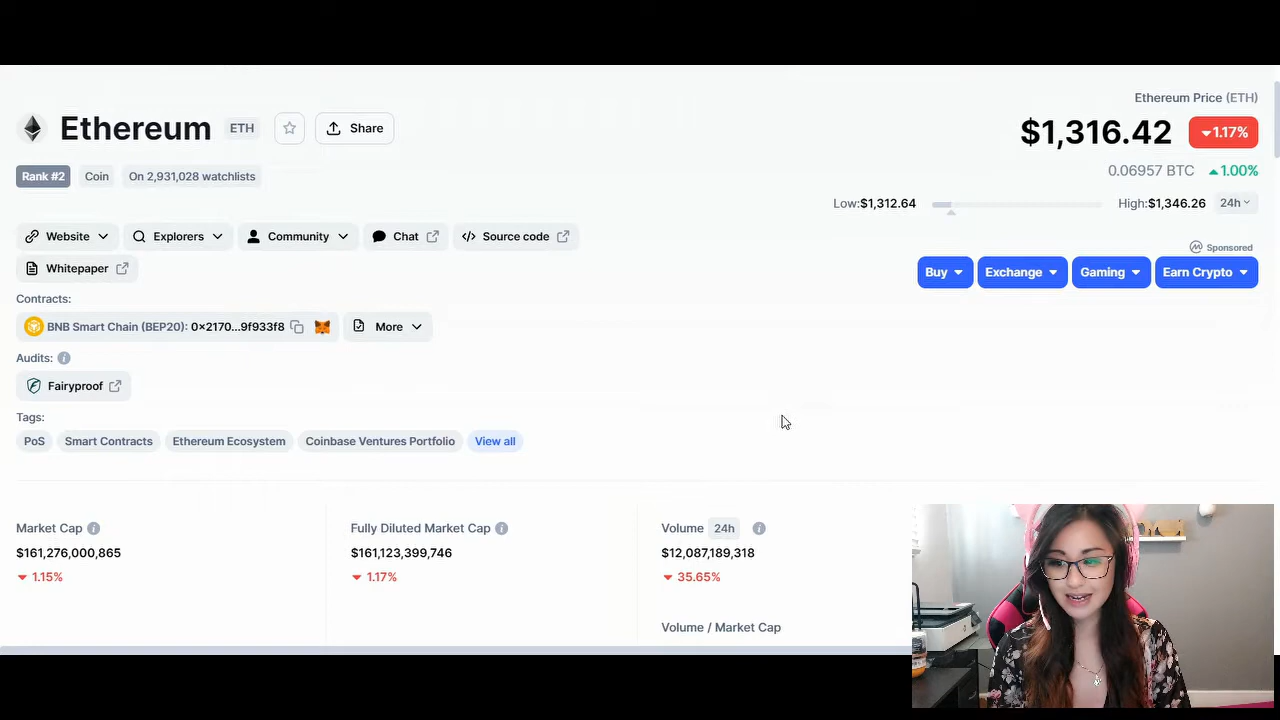 Ethereum ETH Share
Rank #2 Coin On 2,931,028 watchlists
Website Explorers Community Chat Source code
Whitepaper
Contracts:
BNB Smart Chain (BEP20): 0x2170...9f933f8 More
Audits:
Fairyproof
Tags:
PoS Smart Contracts Ethereum Ecosystem Coinbase Ventures Portfolio View all
Ethereum Price (ETH)
$1,316.42 1.17%
0.06957 BTC 1.00%
Low:$1,312.64 High:$1,346.26 24h
Sponsored
Buy Exchange Gaming Earn Crypto
Market Cap
$161,276,000,865
1.15%
Fully Diluted Market Cap
$161,123,399,746
1.17%
Volume 24h
$12,087,189,318
35.65%
Volume / Market Cap